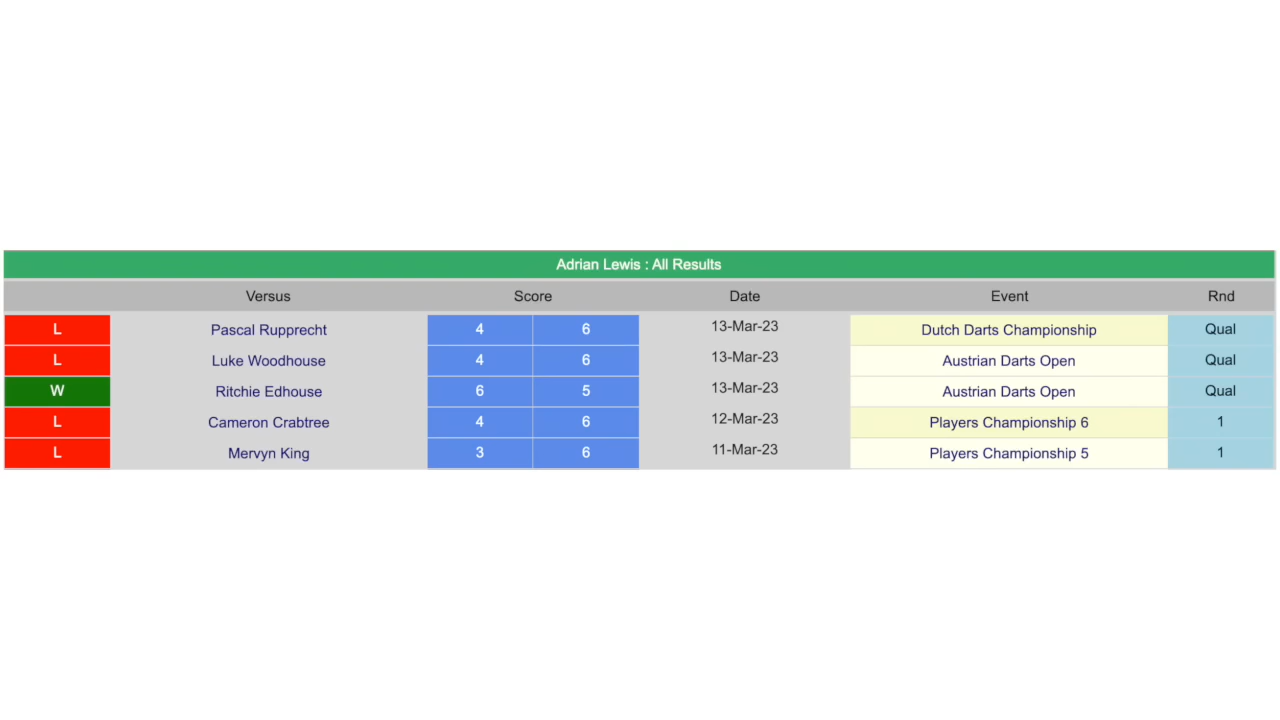 Adrian Lewis : All Results
Versus Score Date Event Rnd
L Pascal Rupprecht 4 6 13-Mar-23 Dutch Darts Championship Qual
L Luke Woodhouse 4 6 13-Mar-23 Austrian Darts Open Qual
W Ritchie Edhouse 6 5 13-Mar-23 Austrian Darts Open Qual
L Cameron Crabtree 4 6 12-Mar-23 Players Championship 6 1
L Mervyn King 3 6 11-Mar-23 Players Championship 5 1